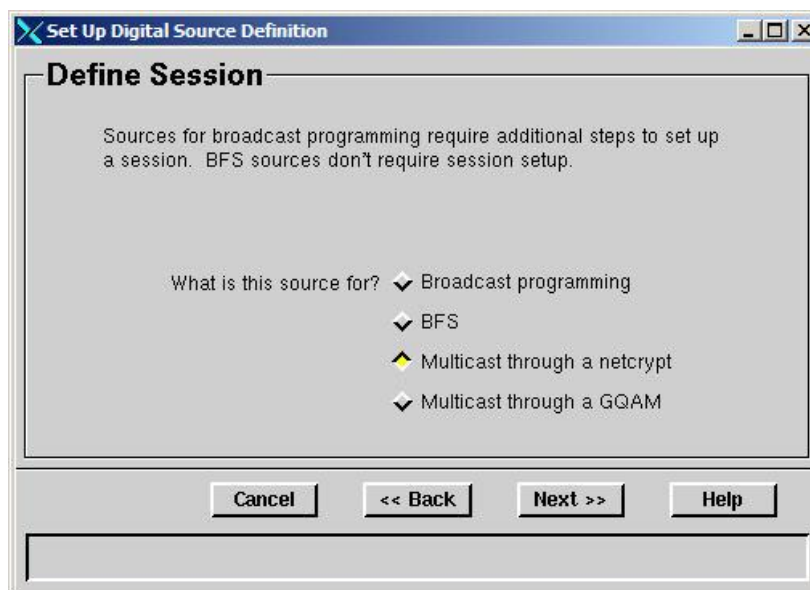 Set Up Digital Source Definition
Define Session
Sources for broadcast programming require additional steps to set up
a session. BFS sources don't require session setup.
What is this source for? Broadcast programming
BFS
Multicast through a netcrypt
Multicast through a GQAM
Cancel << Back Next >> Help